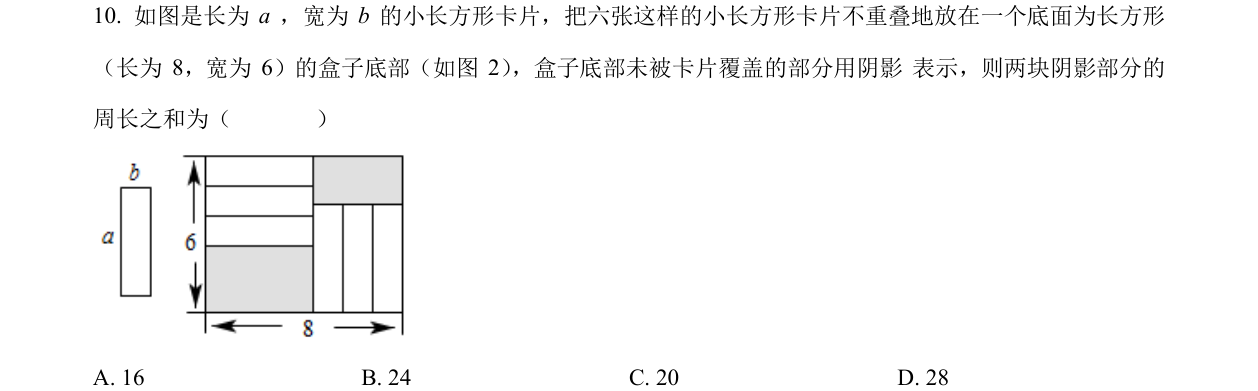 10. 如图是长为 a ，宽为 b 的小长方形卡片，把六张这样的小长方形卡片不重叠地放在一个底面为长方形
（长为 8，宽为 6）的盒子底部（如图 2），盒子底部未被卡片覆盖的部分用阴影 表示，则两块阴影部分的
周长之和为（ ）
b
a
6
8
A. 16 B. 24 C. 20 D. 28